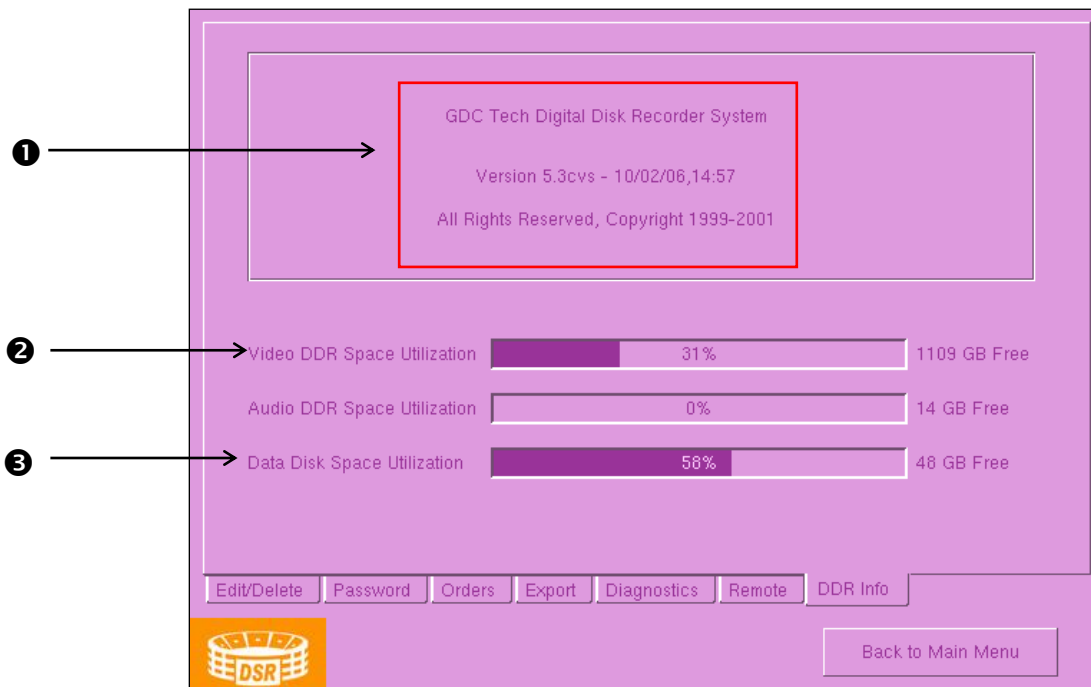 GDC Tech Digital Disk Recorder System
❶
Version 5.3cvs - 10/02/06,14:57
All Rights Reserved, Copyright 1999-2001
❷
Video DDR Space Utilization 31% 1109 GB Free
Audio DDR Space Utilization 0% 14 GB Free
❸
Data Disk Space Utilization 58% 48 GB Free
Edit/Delete Password Orders Export Diagnostics Remote DDR Info
DSR
Back to Main Menu